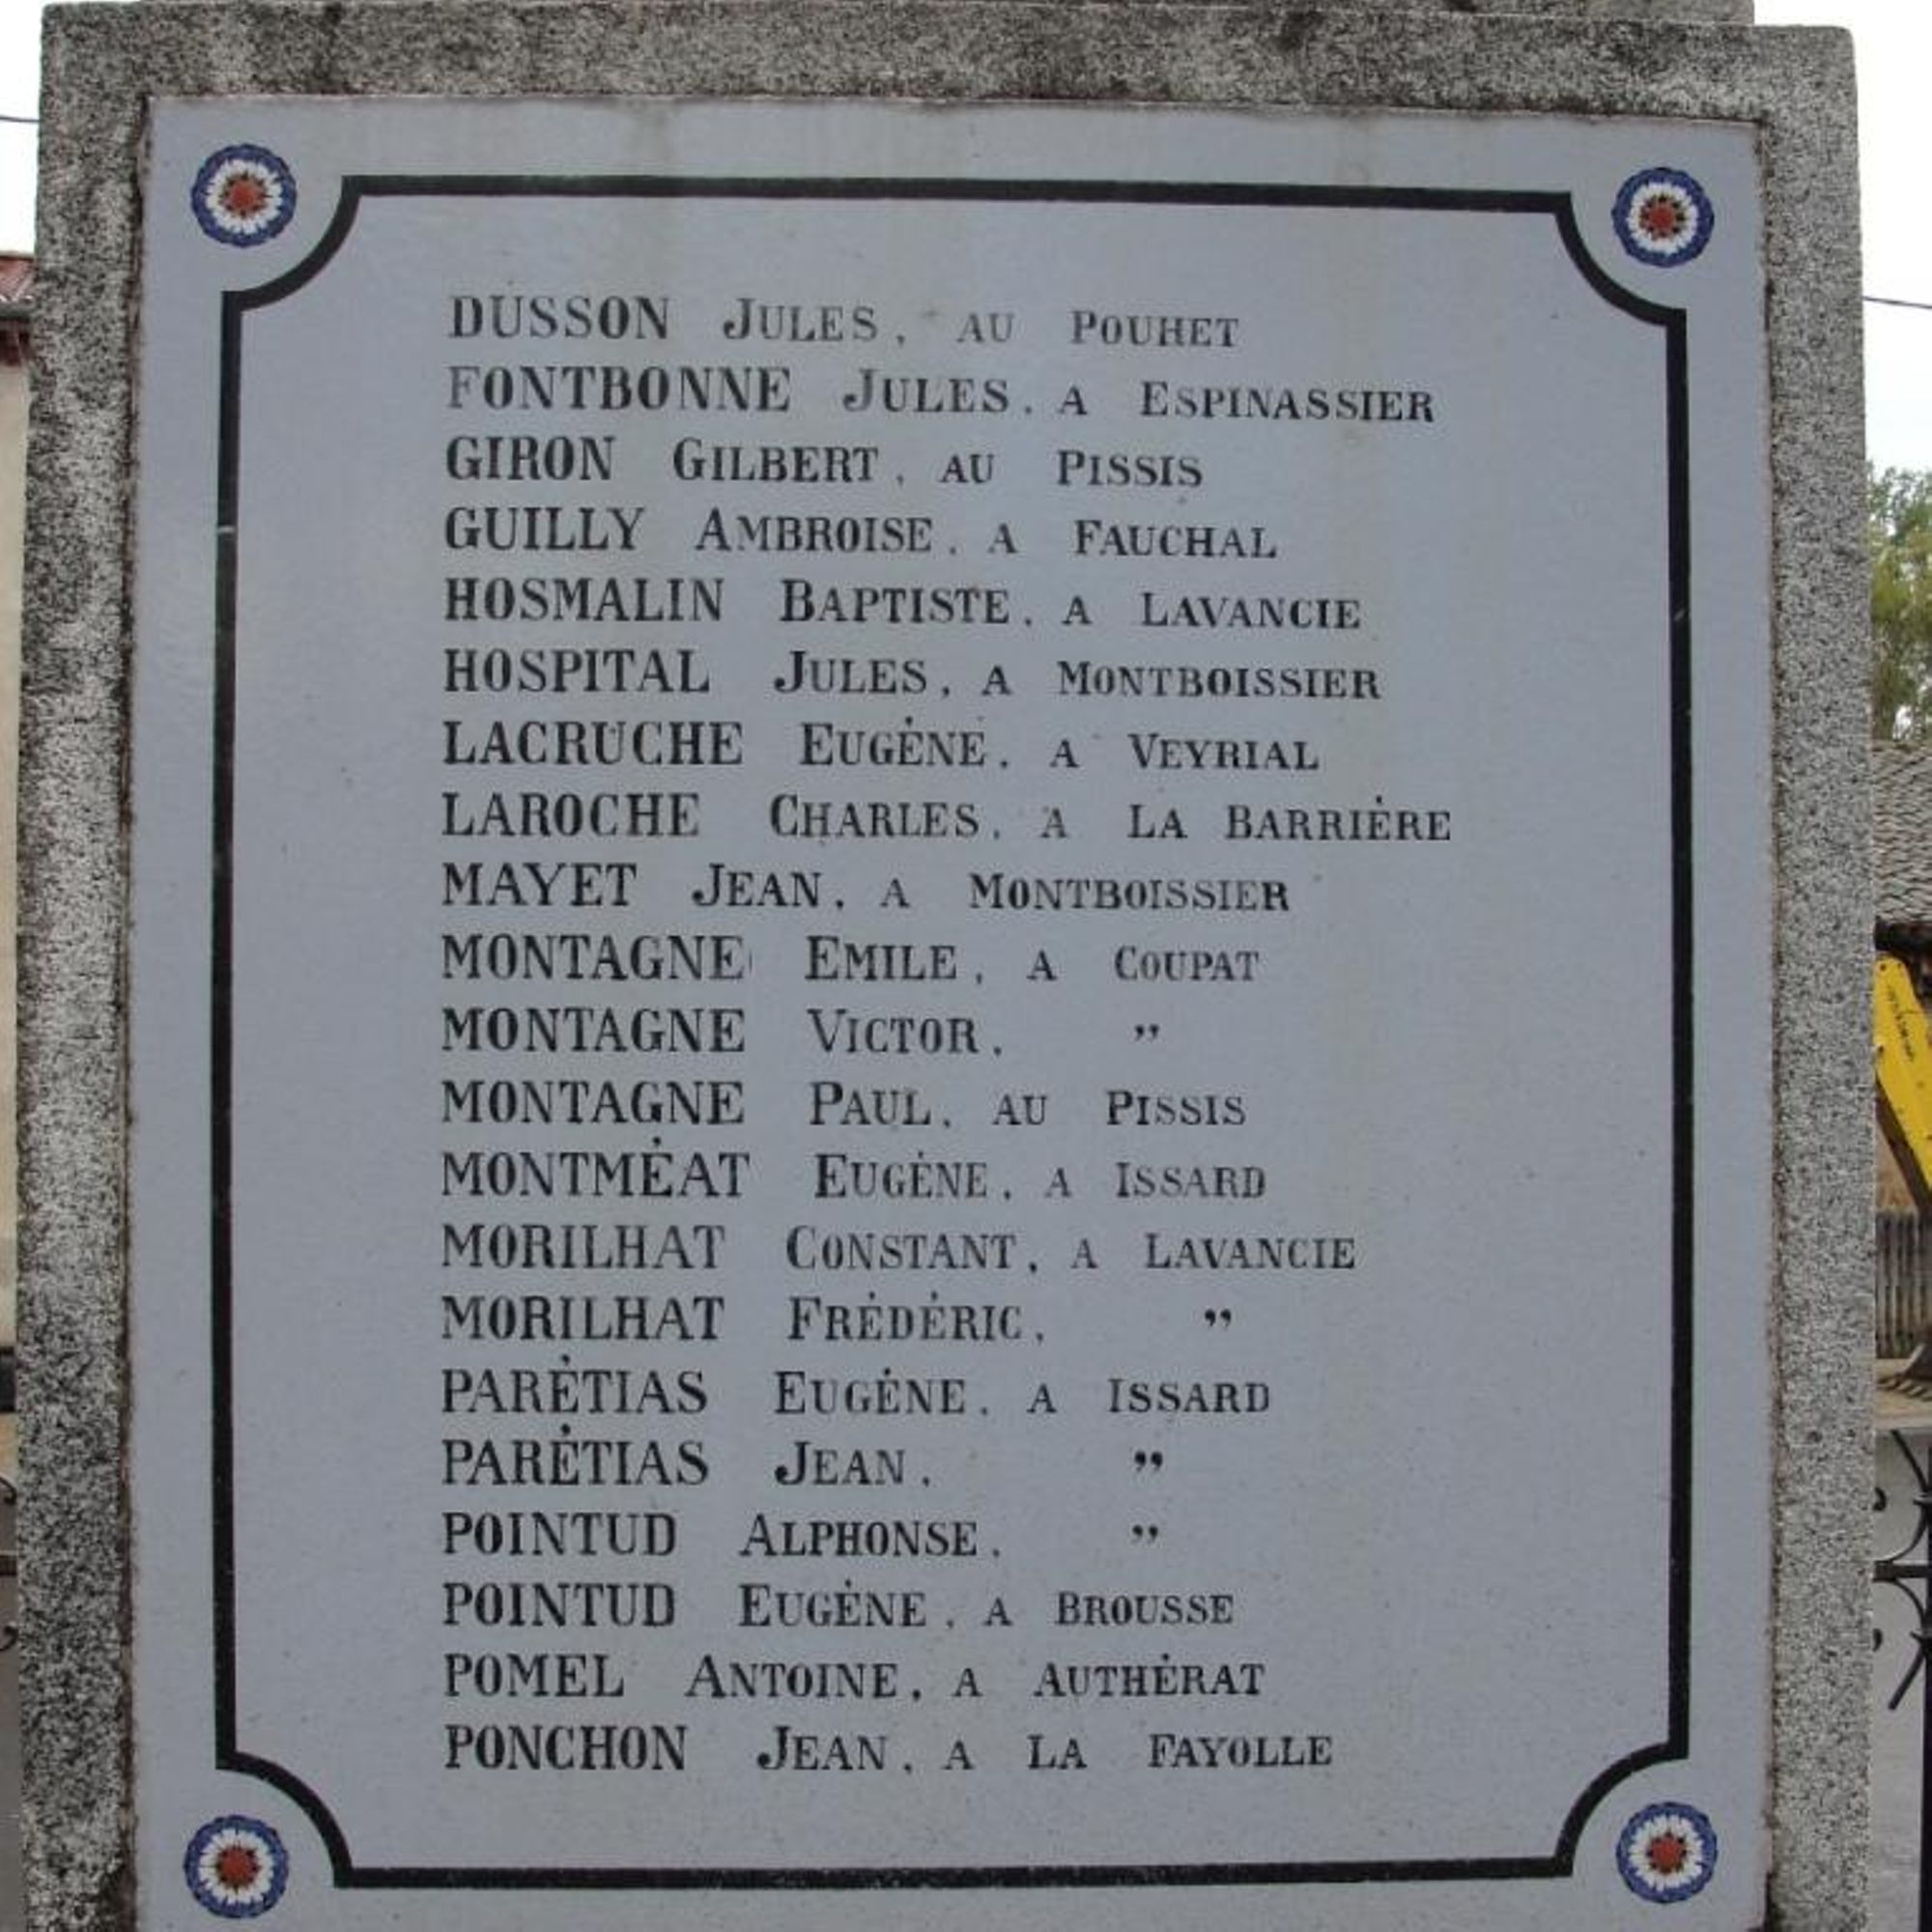 DUSSON JULES, AU POUHET
FONTBONNE JULES, A ESPINASSIER
GIRON GILBERT, AU PISSIS
GUILLY AMBROISE, A FAUCHAL
HOSMALIN BAPTISTE, A LAVANCIE
HOSPITAL JULES, A MONTBOISSIER
LACRUCHE EUGÈNE, A VEYRIAL
LAROCHE CHARLES, A LA BARRIÈRE
MAYET JEAN, A MONTBOISSIER
MONTAGNE EMILE, A COUPAT
MONTAGNE VICTOR, "
MONTAGNE PAUL, AU PISSIS
MONTMÉAT EUGÈNE, A ISSARD
MORILHAT CONSTANT, A LAVANCIE
MORILHAT FRÉDÉRIC, "
PARÉTIAS EUGÈNE, A ISSARD
PARÉTIAS JEAN, "
POINTUD ALPHONSE, "
POINTUD EUGÈNE, A BROUSSE
POMEL ANTOINE, A AUTHÉRAT
PONCHON JEAN, A LA FAYOLLE